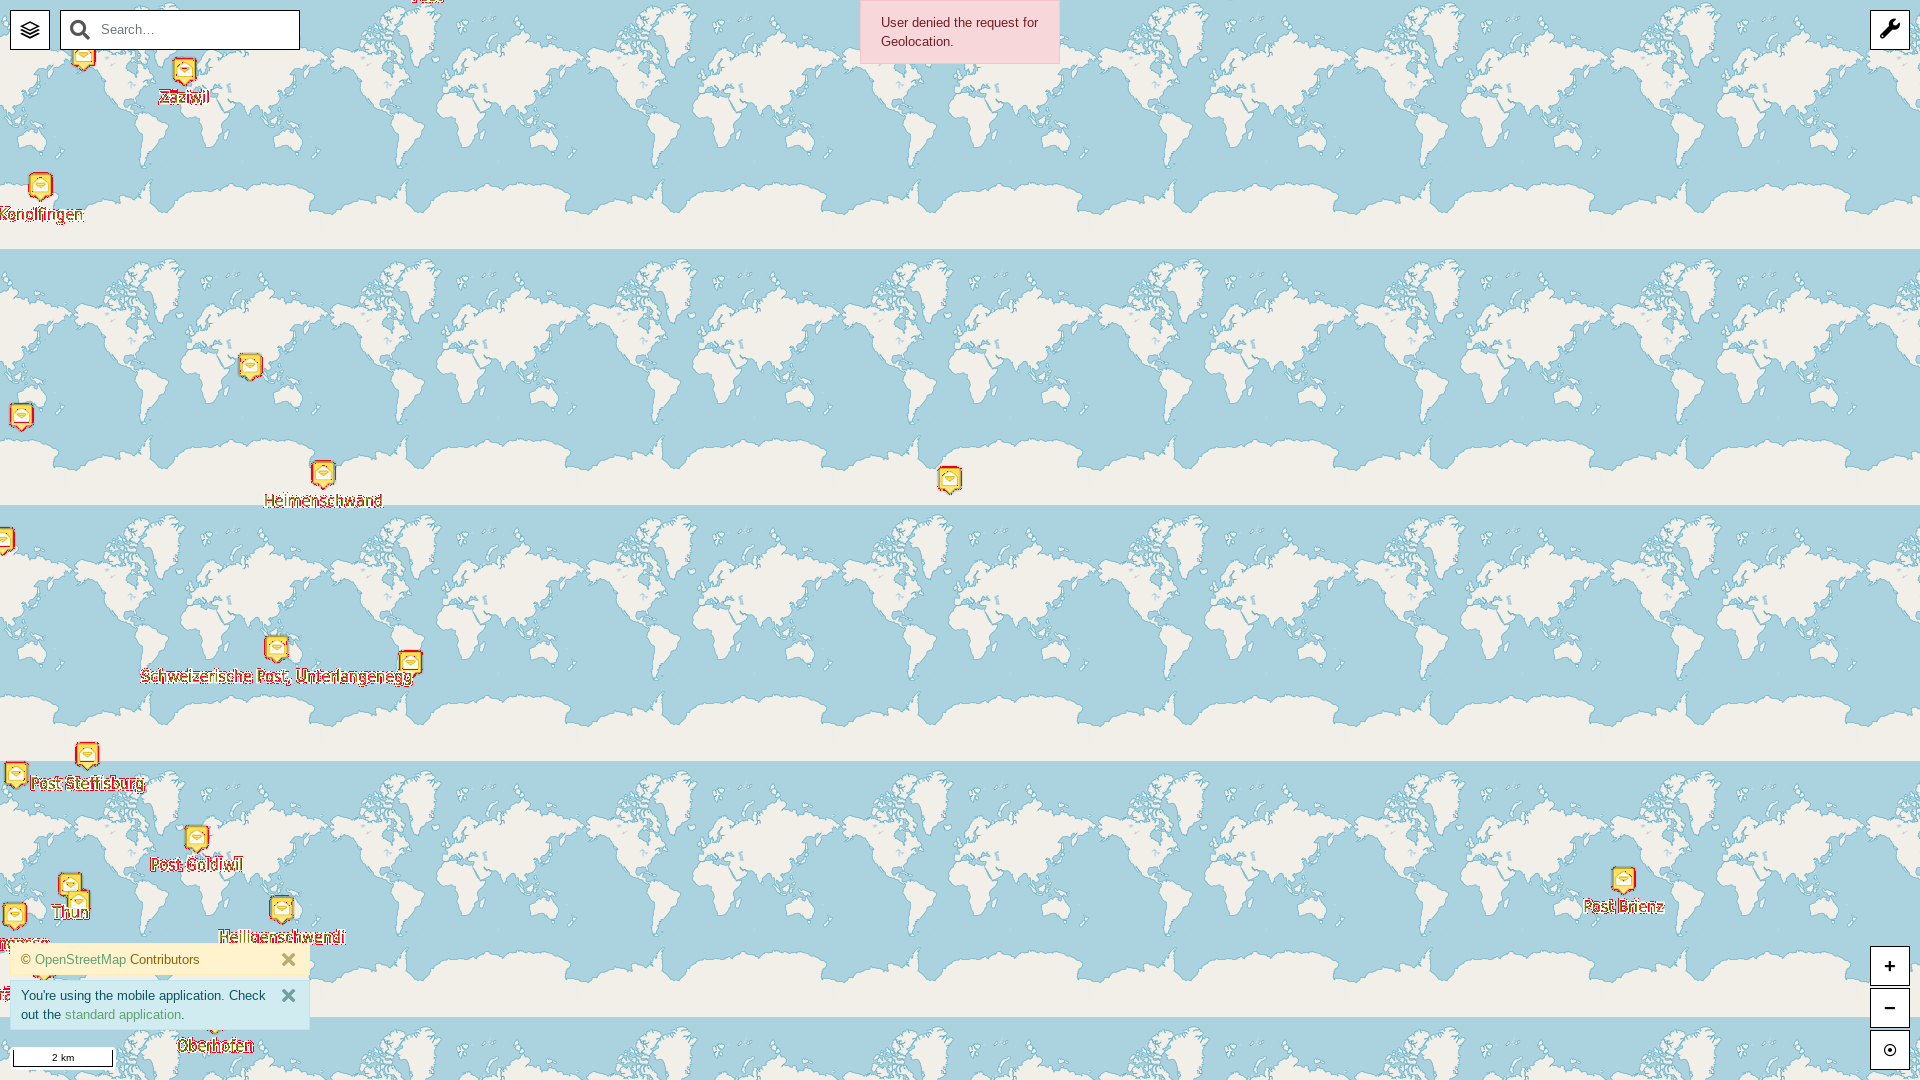 Search…
User denied the request for
Geolocation.
Zäziwil
Konolfingen
Heimenschwand
Schweizerische Post, Unterlangenegg
Post Steffisburg
Post Goldiwil
Thun
Post Brienz
Heiligenschwendi
© OpenStreetMap Contributors
You're using the mobile application. Check
out the standard application.
Oberhofen
2 km
+
−